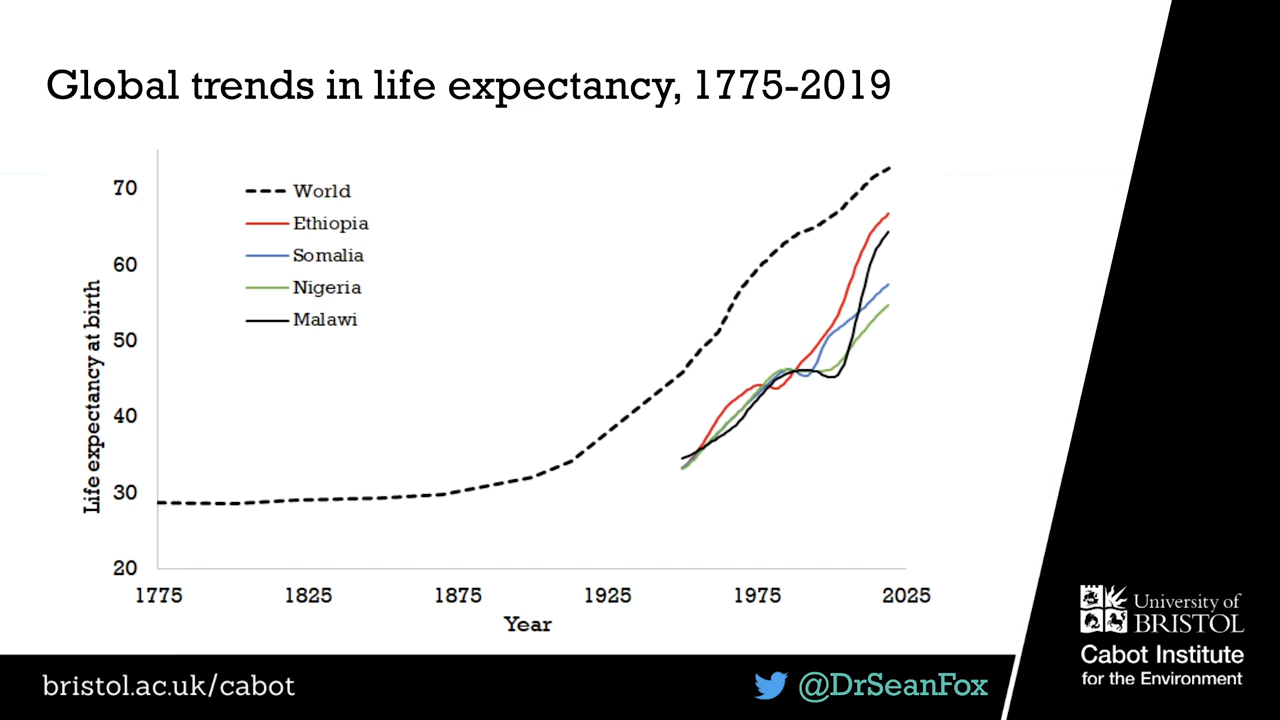 Global trends in life expectancy, 1775-2019
World
Ethiopia
Somalia
Nigeria
Malawi
Life expectancy at birth
70
60
50
40
30
20
1775 1825 1875 1925 1975 2025
Year
University of
BRISTOL
Cabot Institute
for the Environment
bristol.ac.uk/cabot
@DrSeanFox